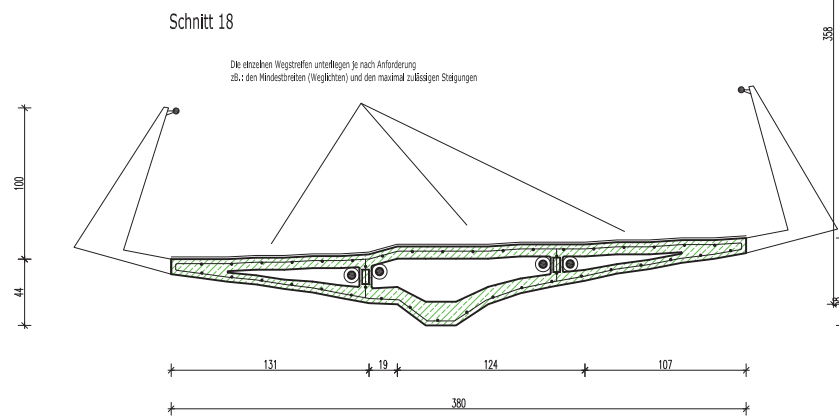 Schnitt 18
358
Die einzelnen Wegstreifen unterliegen je nach Anforderung
zB.: den Mindestbreiten (Weglichten) und den maximal zulässigen Steigungen
100
44
131
19
124
107
380